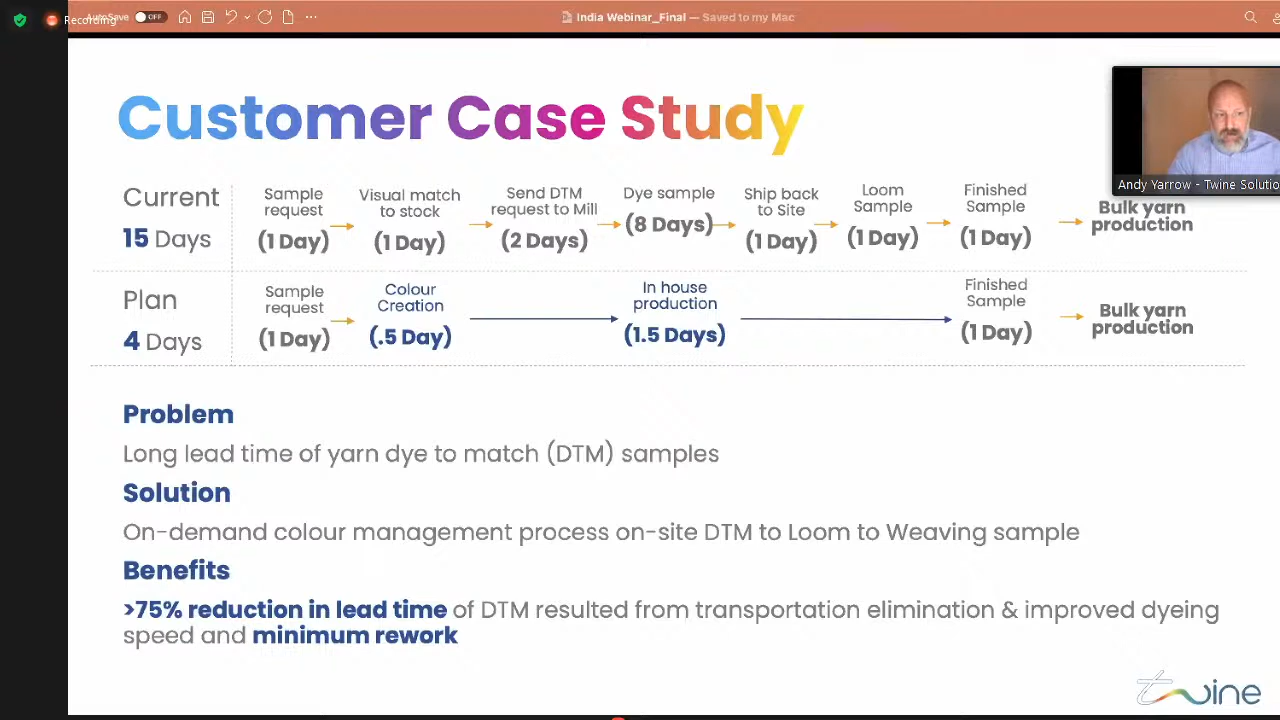 Recording
AutoSave OFF
India Webinar_Final — Saved to my Mac
Customer Case Study
Andy Yarrow - Twine Solutio
Current
15 Days
Sample
request
(1 Day)
Visual match
to stock
(1 Day)
Send DTM
request to Mill
(2 Days)
Dye sample
(8 Days)
Ship back
to Site
(1 Day)
Loom
Sample
(1 Day)
Finished
Sample
(1 Day)
Bulk yarn
production
Plan
4 Days
Sample
request
(1 Day)
Colour
Creation
(.5 Day)
In house
production
(1.5 Days)
Finished
Sample
(1 Day)
Bulk yarn
production
Problem
Long lead time of yarn dye to match (DTM) samples
Solution
On-demand colour management process on-site DTM to Loom to Weaving sample
Benefits
>75% reduction in lead time of DTM resulted from transportation elimination & improved dyeing
speed and minimum rework
twine